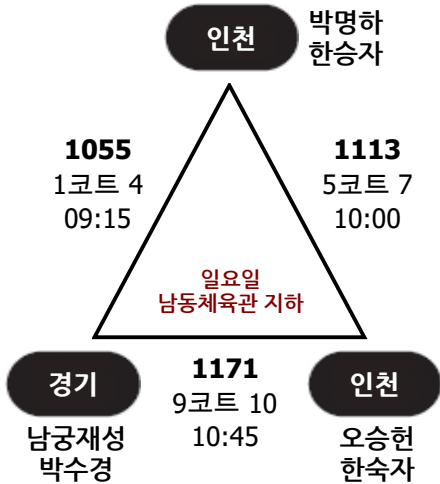 인천
박명하
한승자
1055
1코트 4
09:15
1113
5코트 7
10:00
일요일
남동체육관 지하
경기
남궁재성
박수경
1171
9코트 10
10:45
인천
오승헌
한숙자